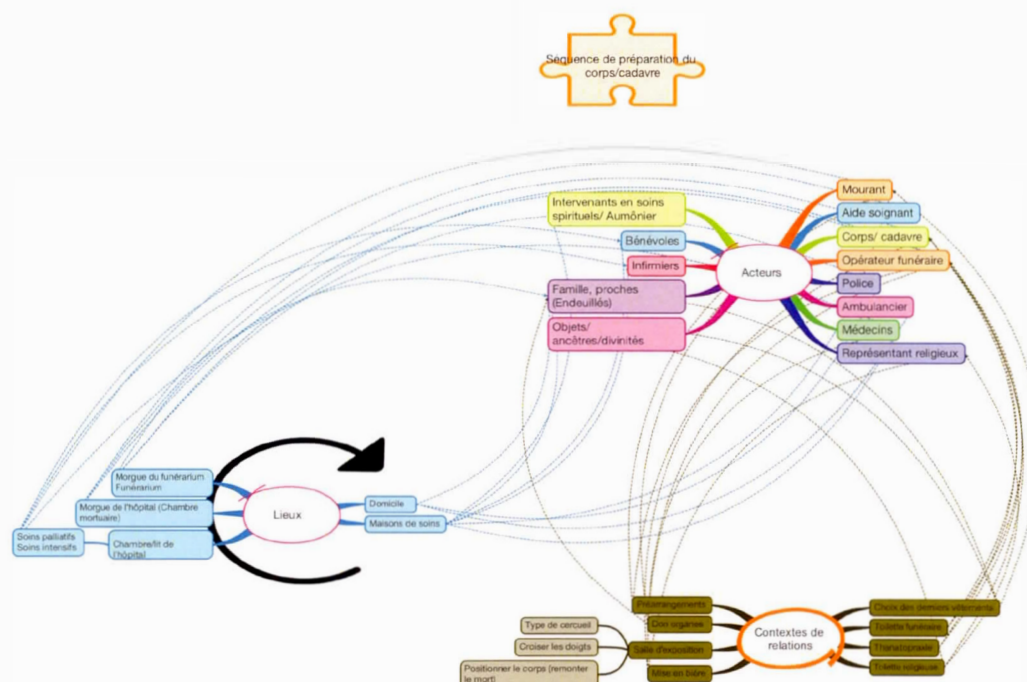 Séquence de préparation du
corps/cadavre
Intervenants en soins
spirituels/ Aumônier
Bénévoles
Infirmiers
Famille, proches
(Endeuillés)
Objets/
ancêtres/divinités
Acteurs
Mourant
Aide soignant
Corps/ cadavre
Opérateur funéraire
Police
Ambulancier
Médecins
Représentant religieux
Morgue du funérarium
Funérarium
Morgue de l'hôpital (Chambre
mortuaire)
Soins palliatifs
Soins intensifs
Chambre/lit de
l'hôpital
Lieux
Domicile
Maisons de soins
Type de cercueil
Croiser les doigts
Positionner le corps (remonter
le mort)
Préarrangements
Don organes
Salle d'exposition
Mise en bière
Contextes de
relations
Choix des derniers vêtements
Toilette funéraire
Thanatopraxie
Toilette religieuse